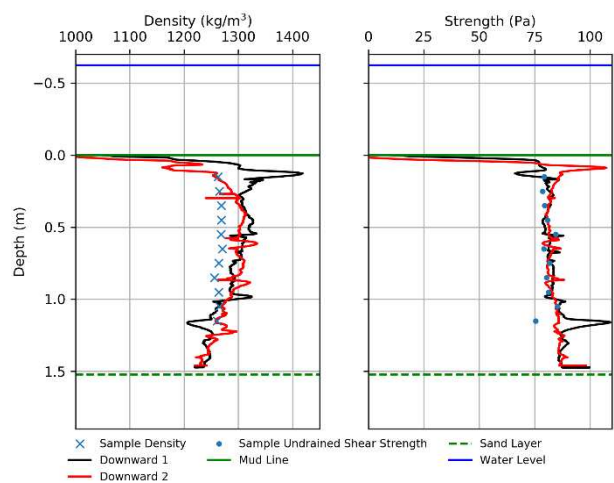 Density (kg/m³)
Strength (Pa)
1000 1100 1200 1300 1400
0 25 50 75 100
−0.5
0.0
0.5
1.0
1.5
Depth (m)
Sample Density
Sample Undrained Shear Strength
Sand Layer
Downward 1
Mud Line
Water Level
Downward 2